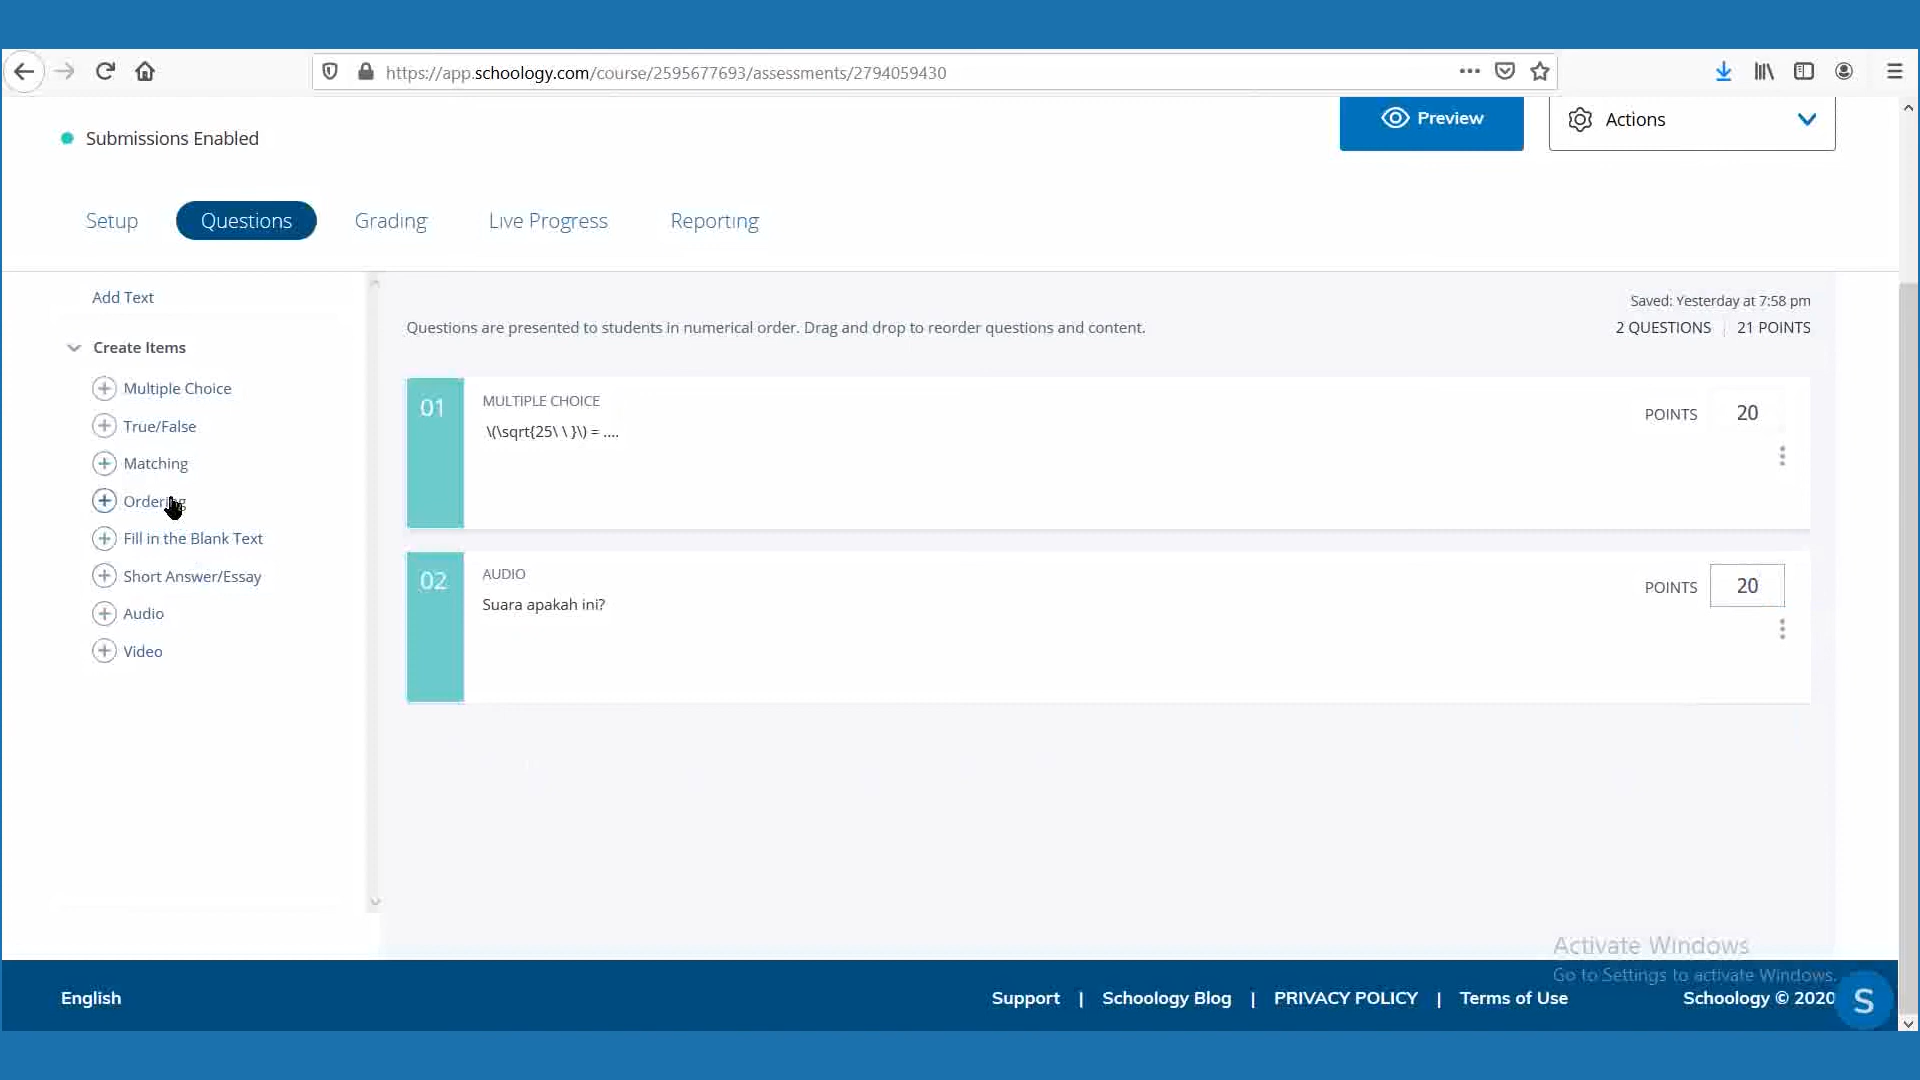 https://app.schoology.com/course/2595677693/assessments/2794059430
Submissions Enabled
Preview
Actions
Setup
Questions
Grading
Live Progress
Reporting
Add Text
Create Items
Multiple Choice
True/False
Matching
Ordering
Fill in the Blank Text
Short Answer/Essay
Audio
Video
Saved: Yesterday at 7:58 pm
Questions are presented to students in numerical order. Drag and drop to reorder questions and content.
2 QUESTIONS | 21 POINTS
01
MULTIPLE CHOICE
\(\sqrt{25\ \ }\) = ....
POINTS 20
02
AUDIO
Suara apakah ini?
POINTS 20
Activate Windows
Go to Settings to activate Windows.
English
Support | Schoology Blog | PRIVACY POLICY | Terms of Use
Schoology © 2020
S